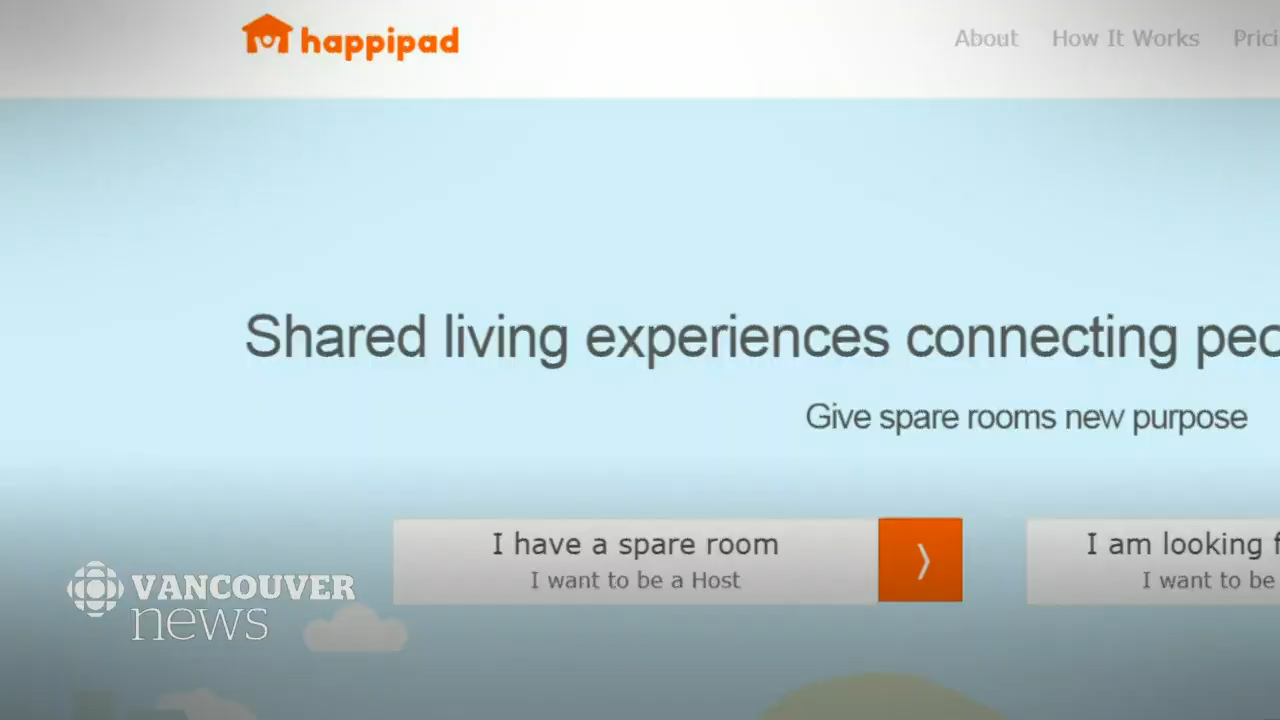 happipad
About How It Works
Shared living experiences connecting
Give spare rooms new purpose
I have a spare room
I want to be a Host
I am looking
I want to be
VANCOUVER
news